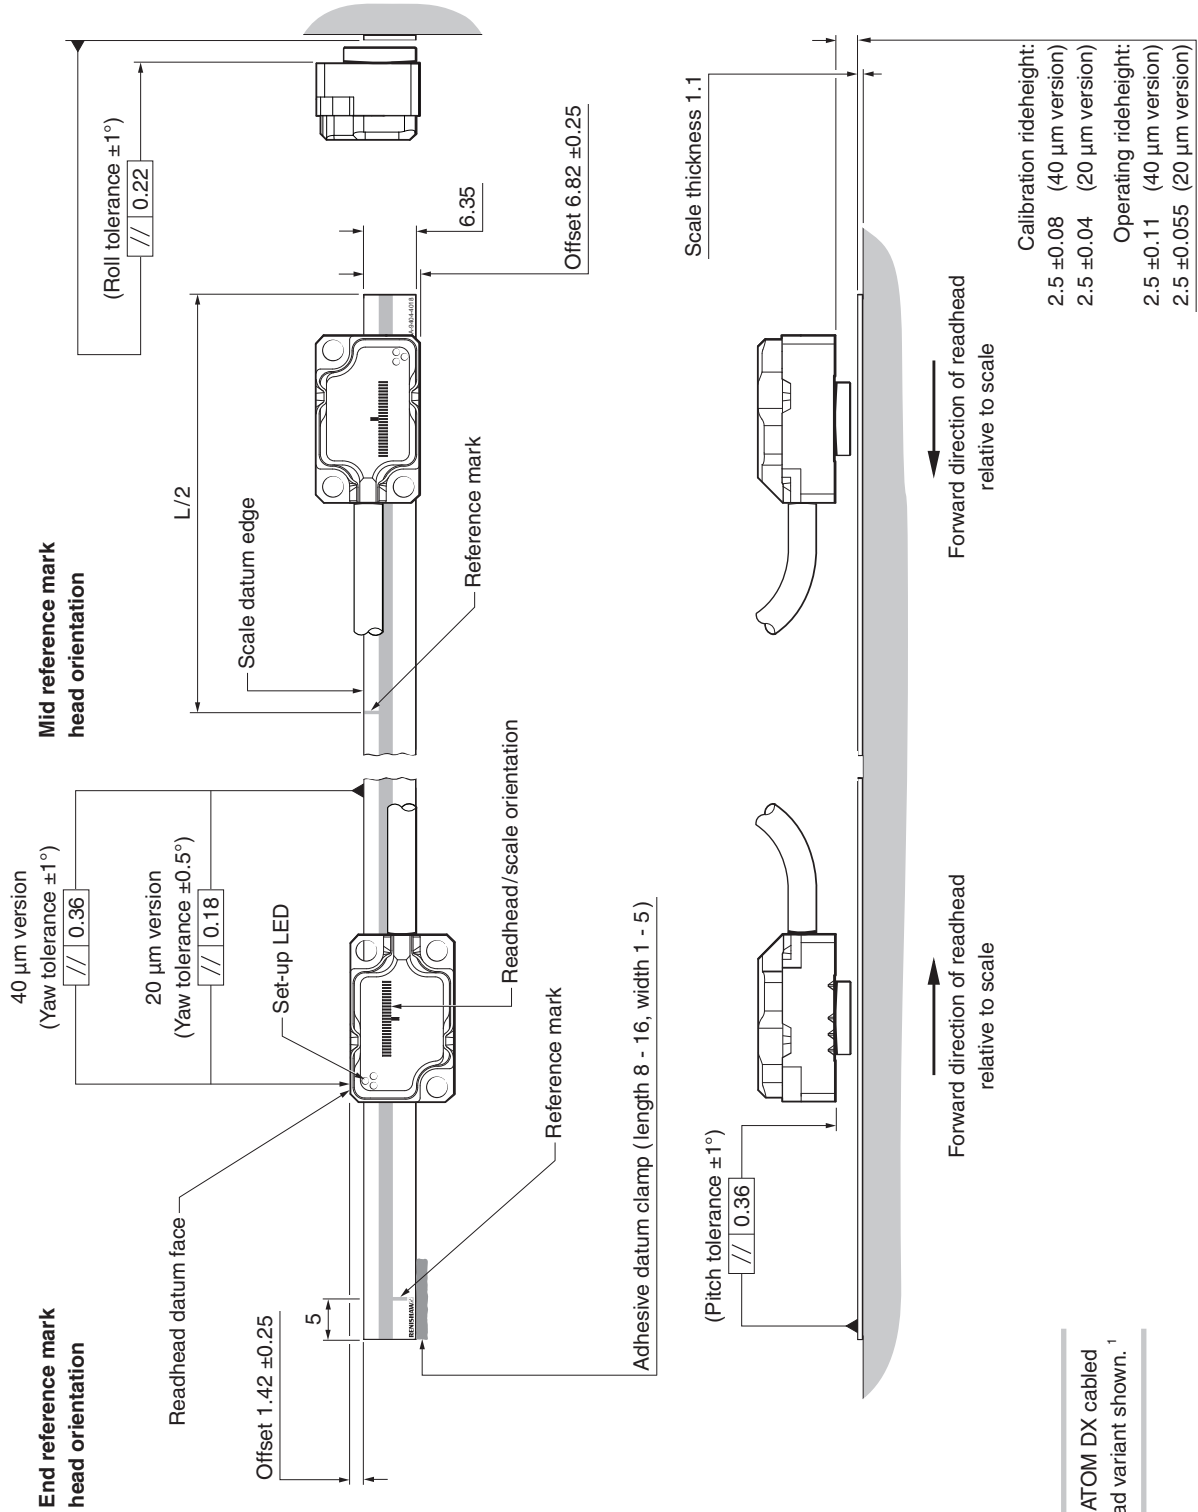 End reference mark
head orientation
Mid reference mark
head orientation
40 µm version
(Yaw tolerance ±1°)
// 0.36
20 µm version
(Yaw tolerance ±0.5°)
// 0.18
(Roll tolerance ±1°)
// 0.22
L/2
Readhead datum face
Set-up LED
Scale datum edge
Offset 1.42 ±0.25
5
RENISHAW
A-9404-4018
6.35
Offset 6.82 ±0.25
Reference mark
Readhead/scale orientation
Reference mark
Adhesive datum clamp (length 8 - 16, width 1 - 5)
Scale thickness 1.1
(Pitch tolerance ±1°)
// 0.36
Forward direction of readhead
relative to scale
Forward direction of readhead
relative to scale
Calibration rideheight:
2.5 ±0.08 (40 µm version)
2.5 ±0.04 (20 µm version)
Operating rideheight:
2.5 ±0.11 (40 µm version)
2.5 ±0.055 (20 µm version)
ATOM DX cabled
ad variant shown. 1